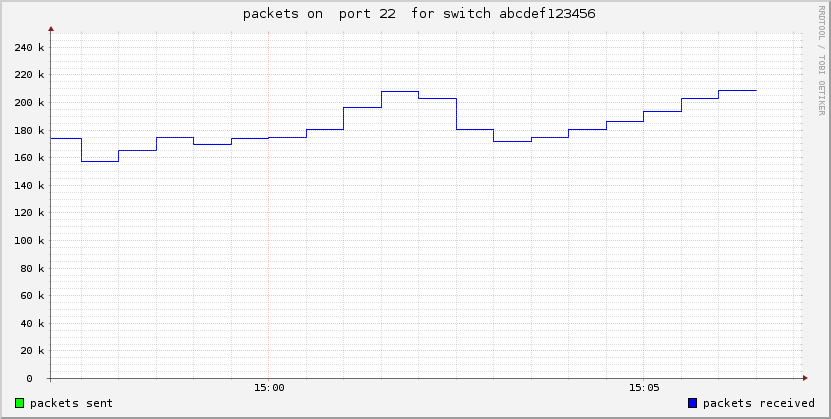 packets on  port 22  for switch abcdef123456
RRDTOOL / TOBI OETIKER
240 k
220 k
200 k
180 k
160 k
140 k
120 k
100 k
80 k
60 k
40 k
20 k
0
15:00 15:05
packets sent packets received